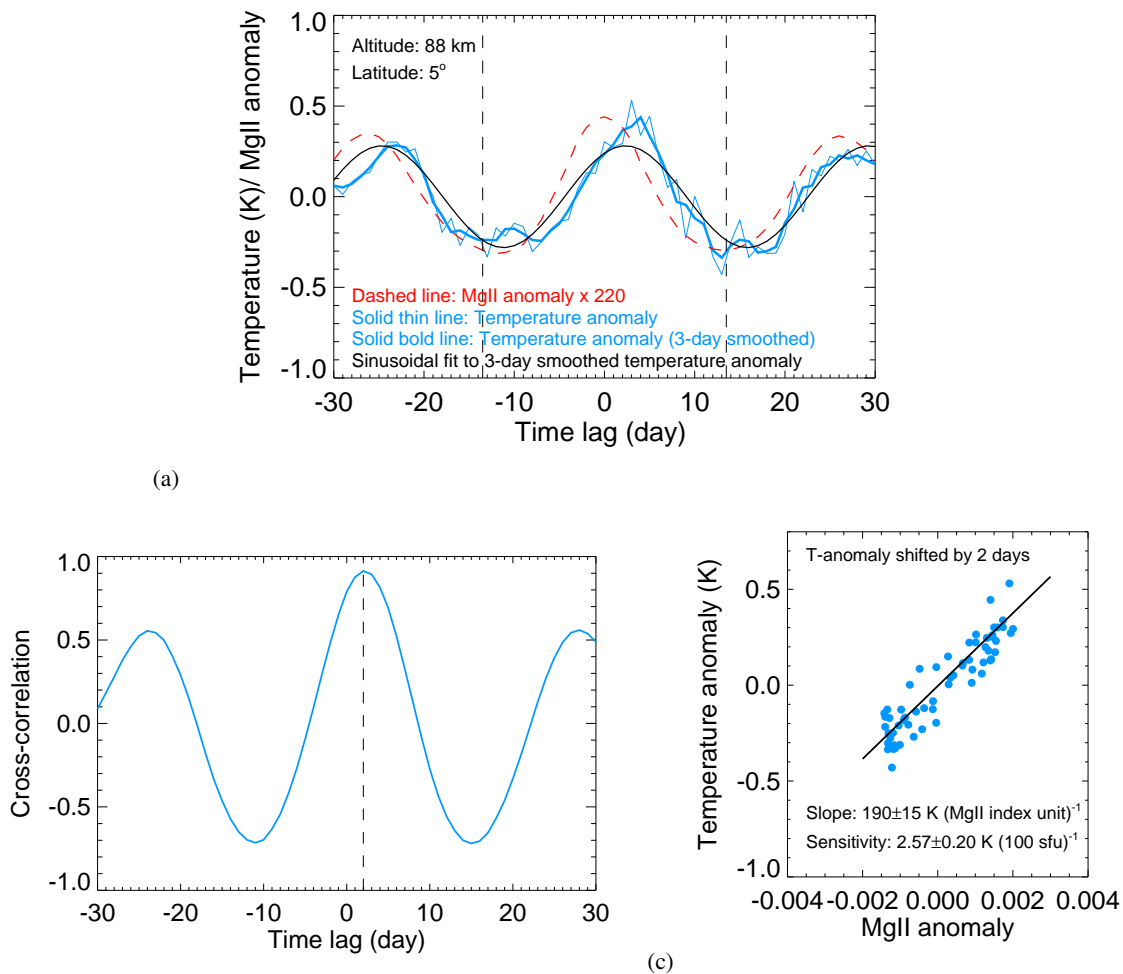 Temperature (K)/ MgII anomaly
1.0
0.5
0.0
-0.5
-1.0
Altitude: 88 km
Latitude: 5°
Dashed line: MgII anomaly x 220
Solid thin line: Temperature anomaly
Solid bold line: Temperature anomaly (3-day smoothed)
Sinusoidal fit to 3-day smoothed temperature anomaly
-30 -20 -10 0 10 20 30
Time lag (day)
(a)
Cross-correlation
1.0
0.5
0.0
-0.5
-1.0
-30 -20 -10 0 10 20 30
Time lag (day)
Temperature anomaly (K)
0.5
0.0
-0.5
-1.0
T-anomaly shifted by 2 days
Slope: 190±15 K (MgII index unit)⁻¹
Sensitivity: 2.57±0.20 K (100 sfu)⁻¹
-0.004 -0.002 0.000 0.002 0.004
MgII anomaly
(c)